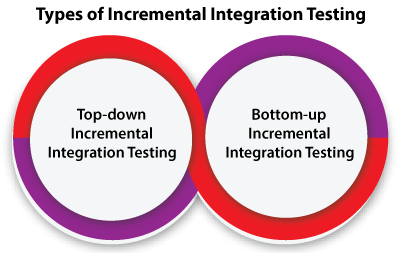 Types of Incremental Integration Testing
Top-down
Incremental
Integration Testing
Bottom-up
Incremental
Integration Testing